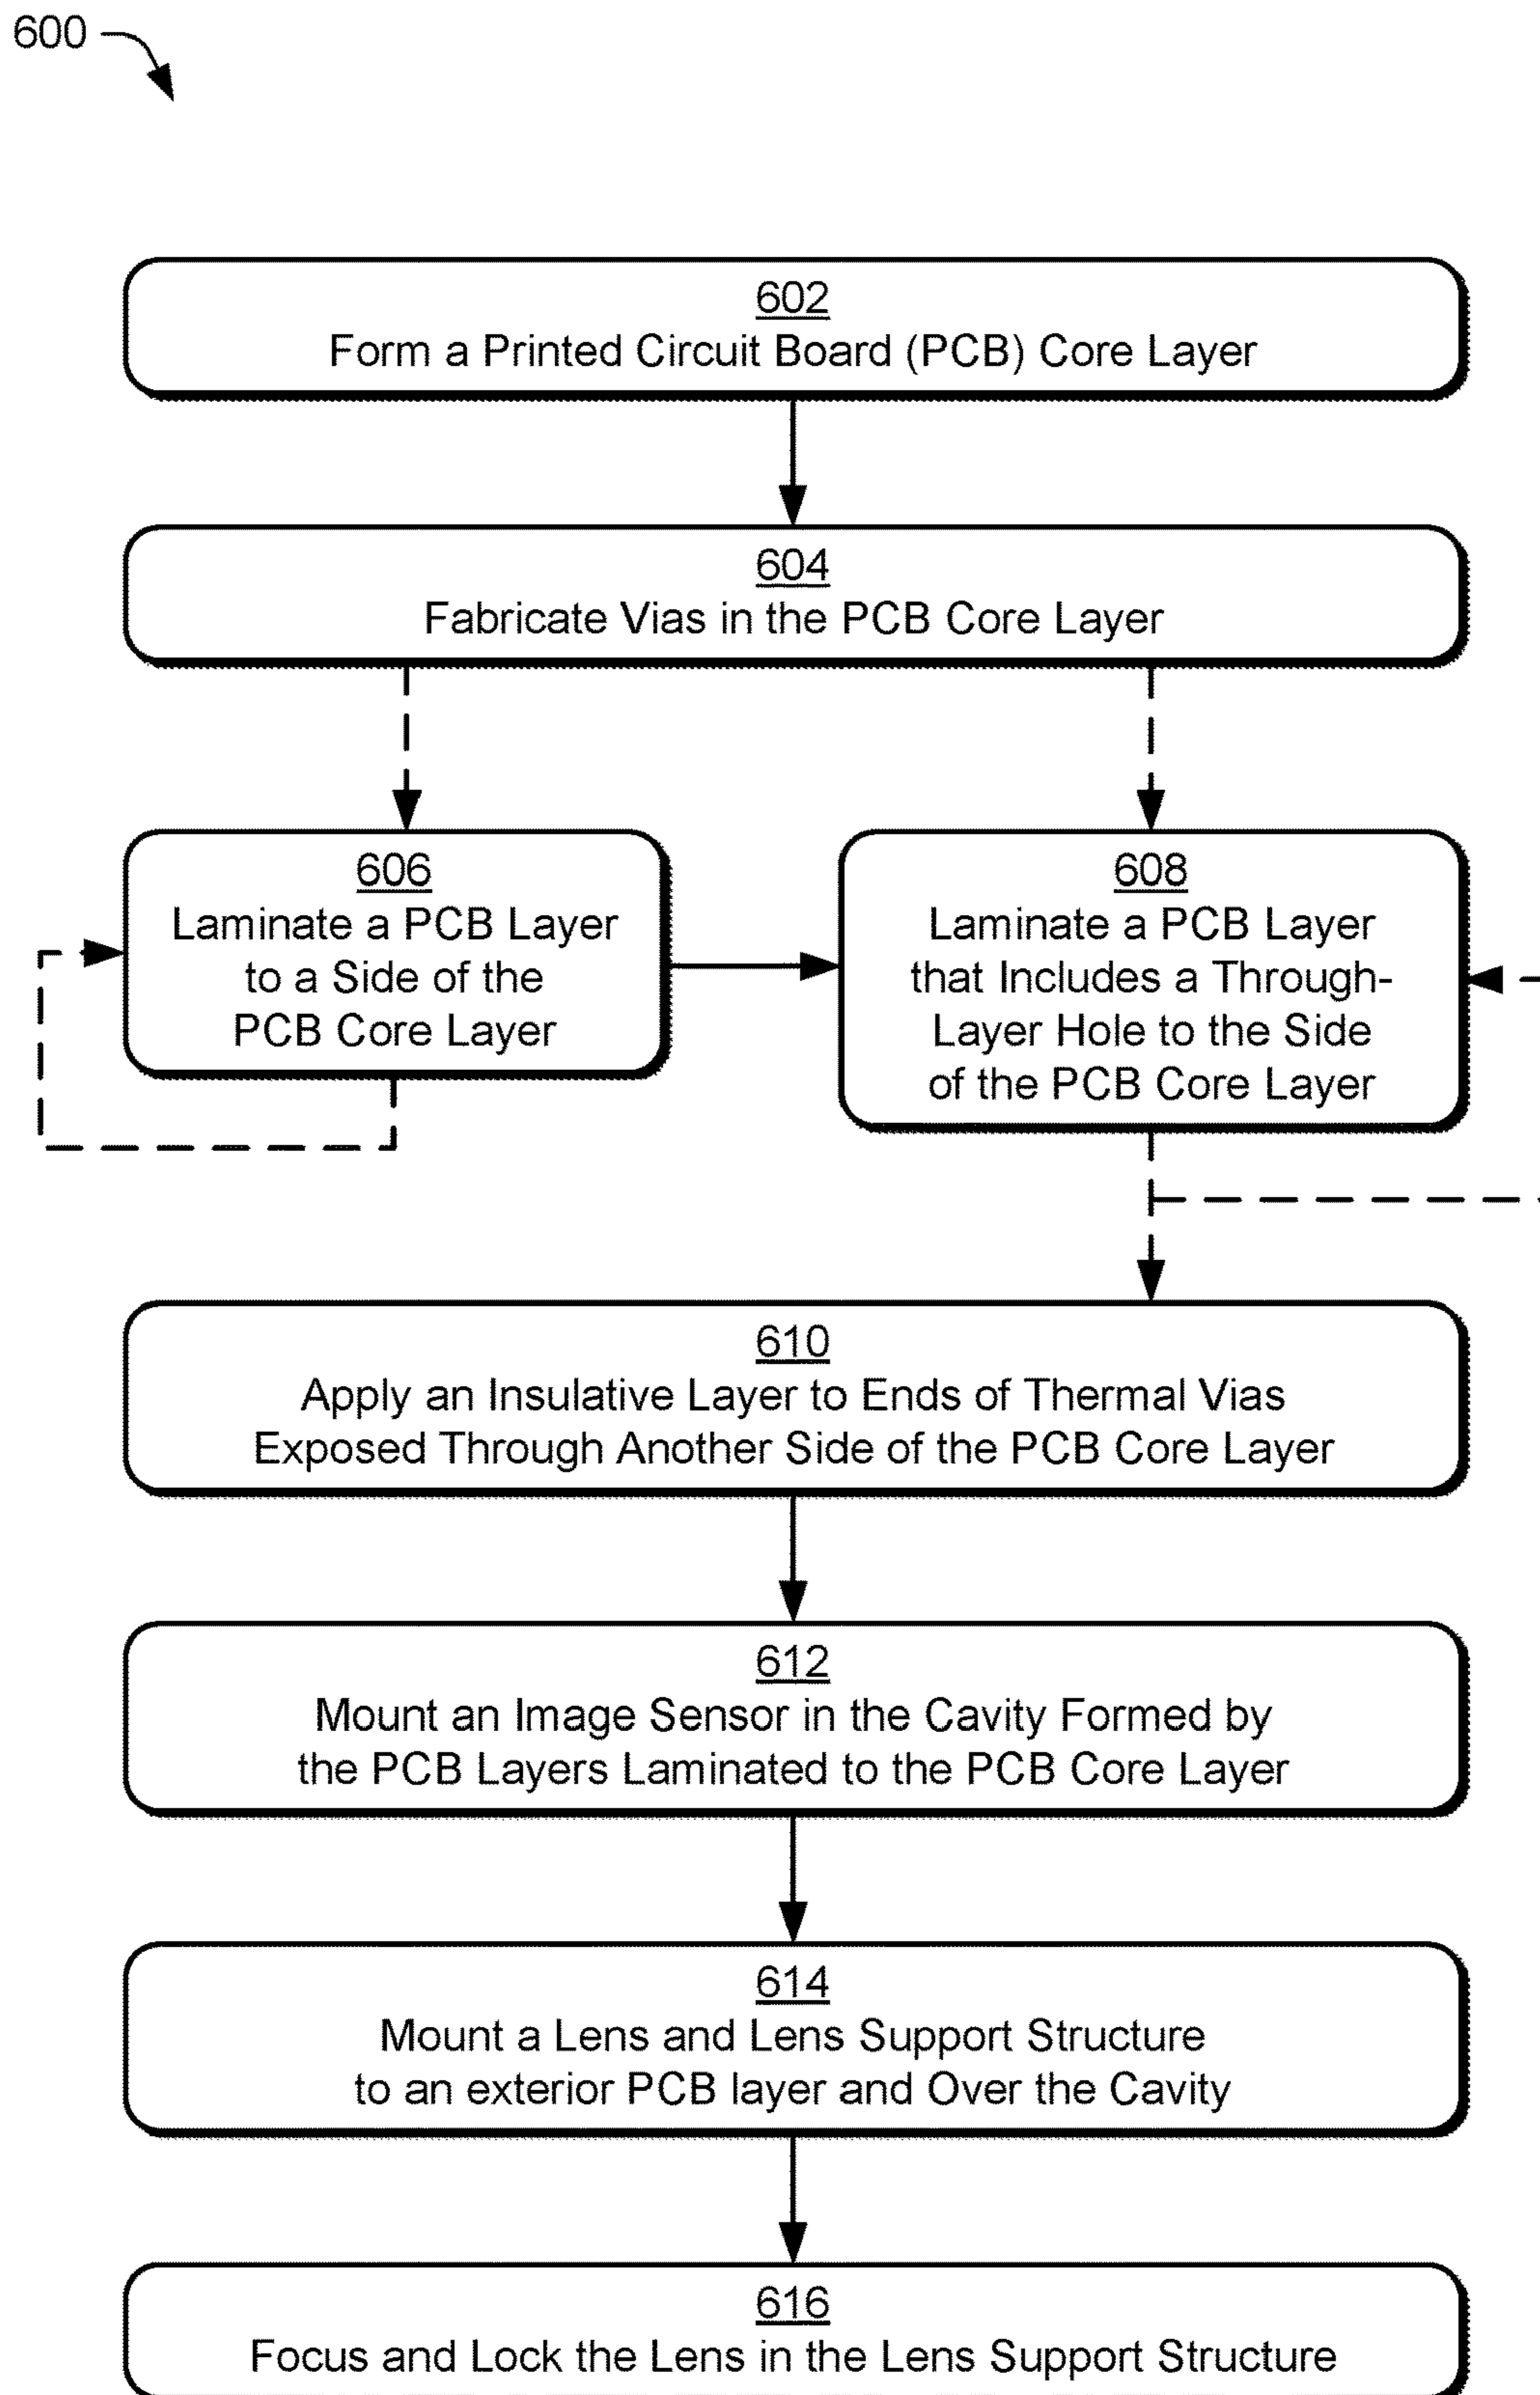 600
602
Form a Printed Circuit Board (PCB) Core Layer
604
Fabricate Vias in the PCB Core Layer
606
Laminate a PCB Layer
to a Side of the
PCB Core Layer
608
Laminate a PCB Layer
that Includes a Through-
Layer Hole to the Side
of the PCB Core Layer
610
Apply an Insulative Layer to Ends of Thermal Vias
Exposed Through Another Side of the PCB Core Layer
612
Mount an Image Sensor in the Cavity Formed by
the PCB Layers Laminated to the PCB Core Layer
614
Mount a Lens and Lens Support Structure
to an exterior PCB layer and Over the Cavity
616
Focus and Lock the Lens in the Lens Support Structure